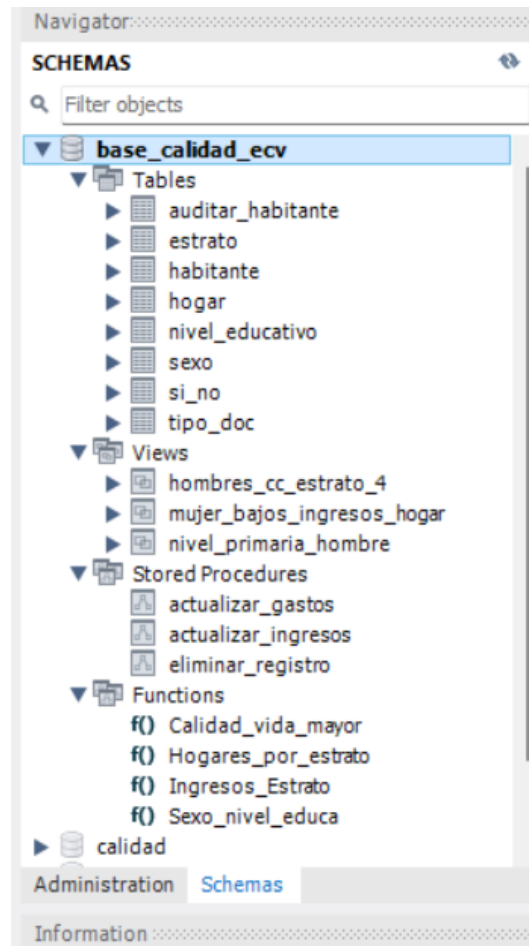 Navigator
SCHEMAS
Filter objects
base_calidad_ecv
Tables
auditar_habitante
estrato
habitante
hogar
nivel_educativo
sexo
si_no
tipo_doc
Views
hombres_cc_estrato_4
mujer_bajos_ingresos_hogar
nivel_primaria_hombre
Stored Procedures
actualizar_gastos
actualizar_ingresos
eliminar_registro
Functions
f() Calidad_vida_mayor
f() Hogares_por_estrato
f() Ingresos_Estrato
f() Sexo_nivel_educa
calidad
Administration Schemas
Information